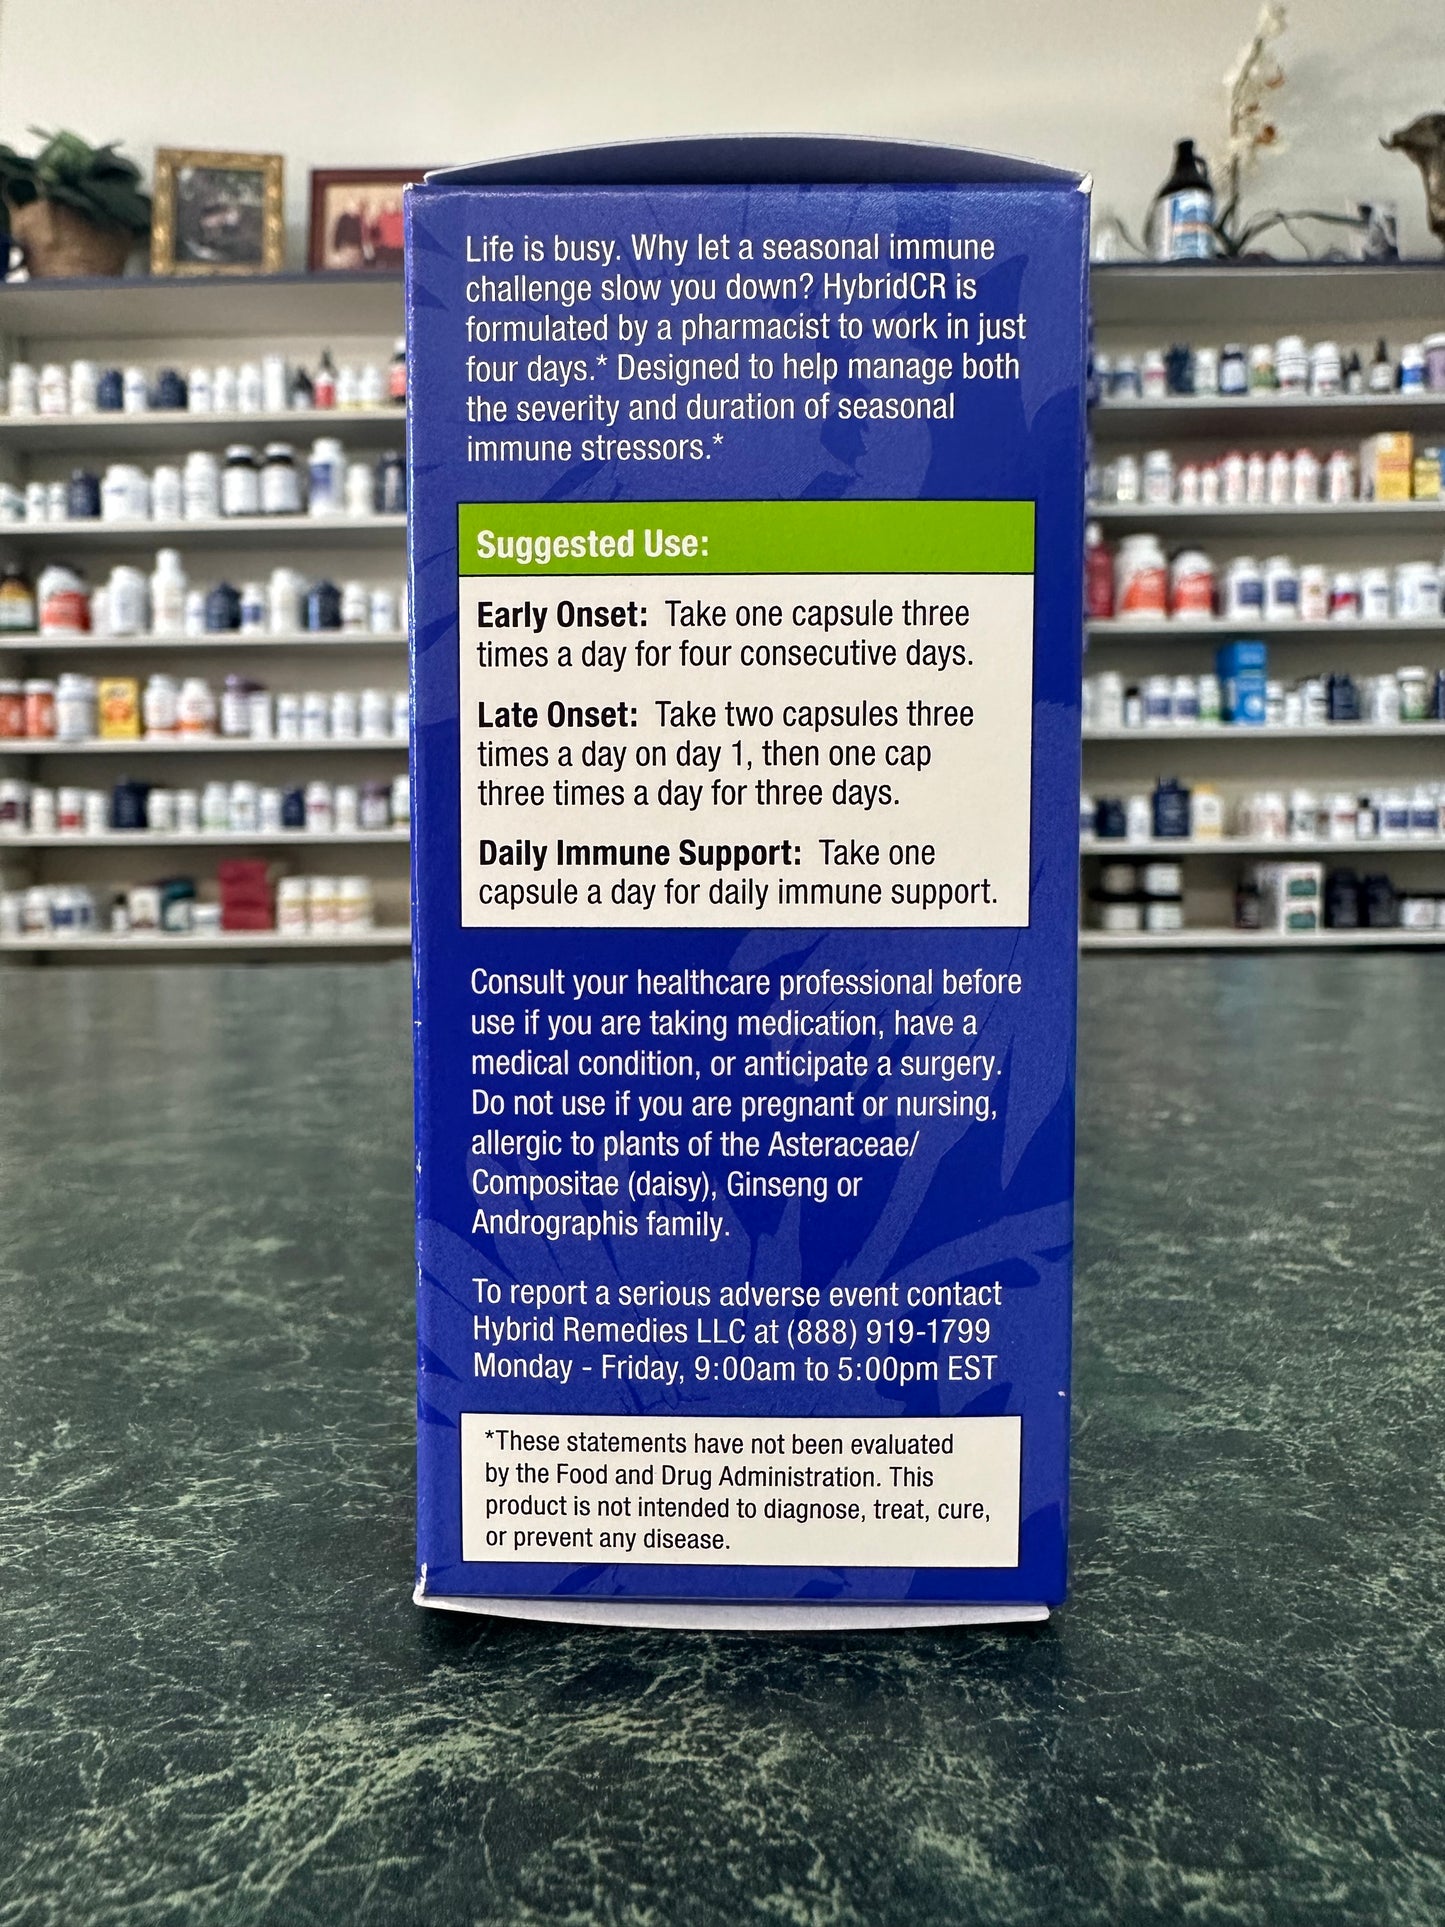 Life is busy. Why let a seasonal immune
challenge slow you down? HybridCR is
formulated by a pharmacist to work in just
four days.* Designed to help manage both
the severity and duration of seasonal
immune stressors.*
Suggested Use:
Early Onset: Take one capsule three
times a day for four consecutive days.
Late Onset: Take two capsules three
times a day on day 1, then one cap
three times a day for three days.
Daily Immune Support: Take one
capsule a day for daily immune support.
Consult your healthcare professional before
use if you are taking medication, have a
medical condition, or anticipate a surgery.
Do not use if you are pregnant or nursing,
allergic to plants of the Asteraceae/
Compositae (daisy), Ginseng or
Andrographis family.
To report a serious adverse event contact
Hybrid Remedies LLC at (888) 919-1799
Monday - Friday, 9:00am to 5:00pm EST
*These statements have not been evaluated
by the Food and Drug Administration. This
product is not intended to diagnose, treat, cure,
or prevent any disease.